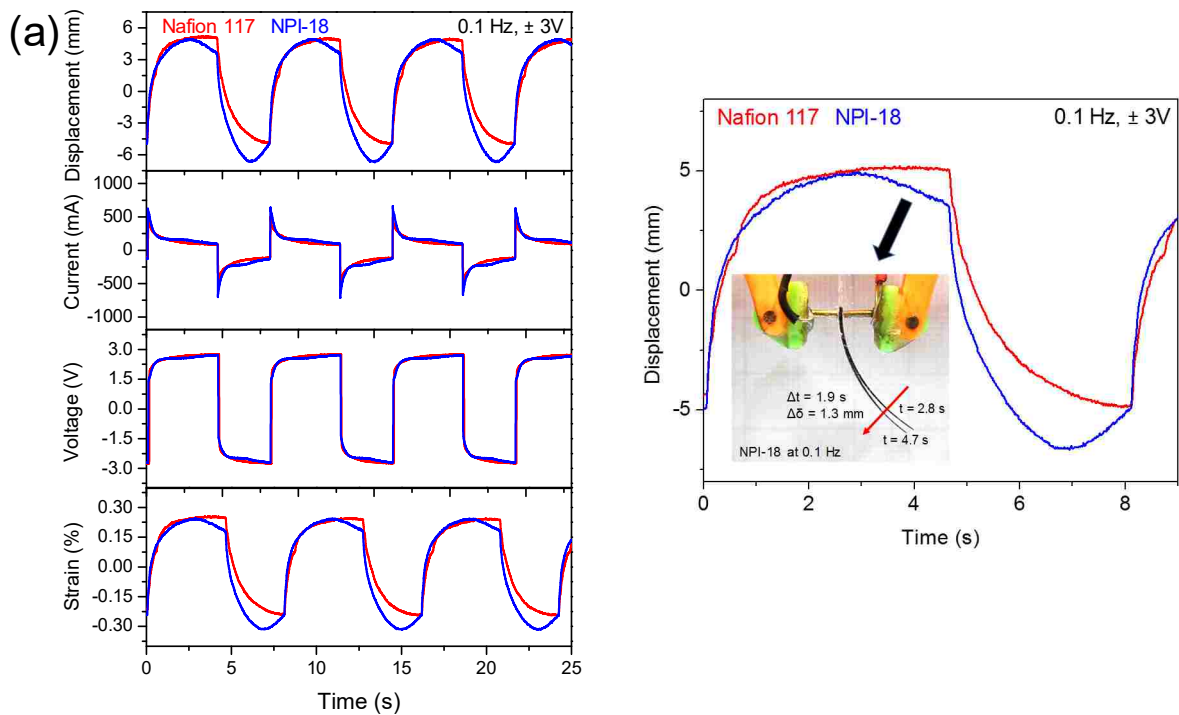 (a)
Nafion 117 NPI-18 0.1 Hz, ± 3V
Displacement (mm)
6
3
0
-3
-6
Current (mA)
1000
500
0
-500
-1000
Voltage (V)
3.0
1.5
0.0
-1.5
-3.0
Strain (%)
0.30
0.15
0.00
-0.15
-0.30
0 5 10 15 20 25
Time (s)
Nafion 117 NPI-18 0.1 Hz, ± 3V
Displacement (mm)
5
0
-5
Δt = 1.9 s
Δδ = 1.3 mm
t = 2.8 s
t = 4.7 s
NPI-18 at 0.1 Hz
0 2 4 6 8
Time (s)